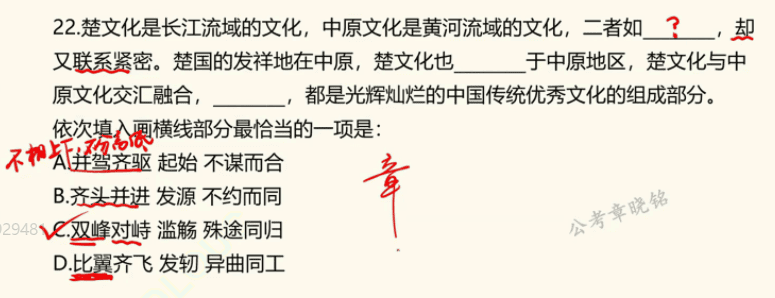 22.楚文化是长江流域的文化，中原文化是黄河流域的文化，二者如______，却
?
又联系紧密。楚国的发祥地在中原，楚文化也______于中原地区，楚文化与中
原文化交汇融合，______，都是光辉灿烂的中国传统优秀文化的组成部分。
依次填入画横线部分最恰当的一项是：
不相上下，不分高低
A.并驾齐驱 起始 不谋而合
B.齐头并进 发源 不约而同
章
C.双峰对峙 滥觞 殊途同归
D.比翼齐飞 发轫 异曲同工
公考章晓铭